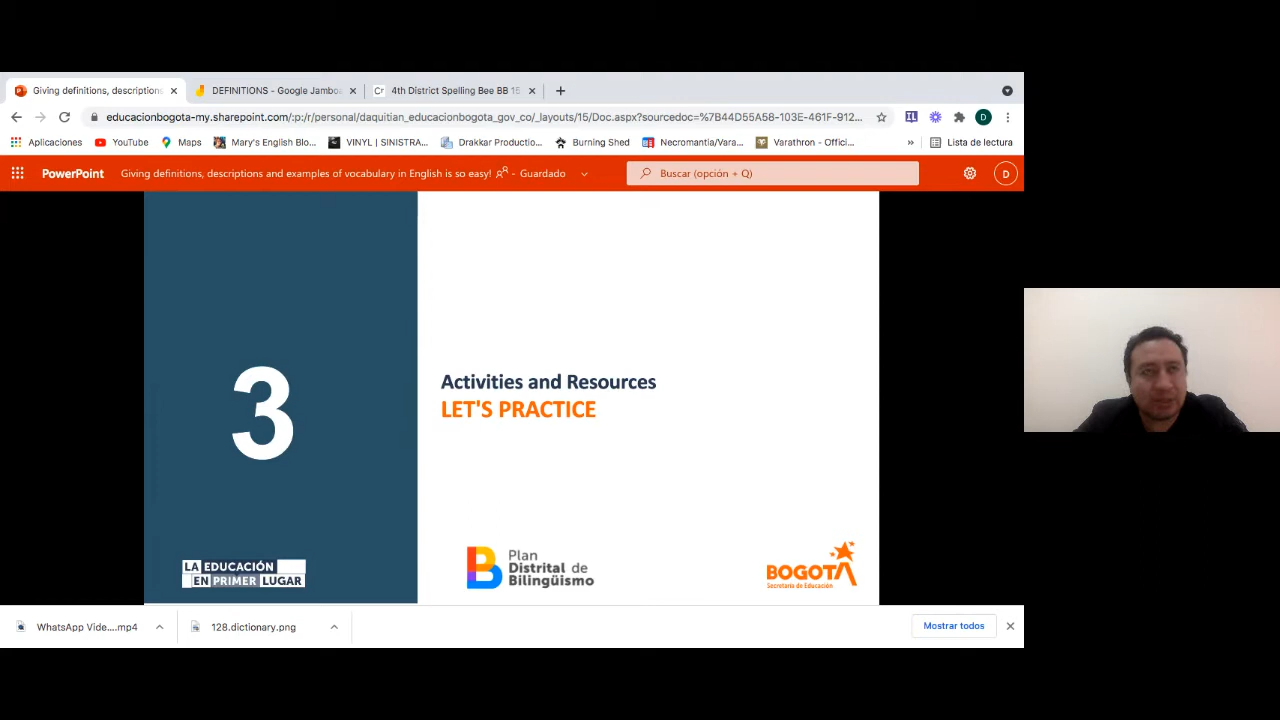 Giving definitions, descriptions
DEFINITIONS - Google Jamboa
Cr 4th District Spelling Bee BB 15
educacionbogota-my.sharepoint.com/:p:/r/personal/daquitian_educacionbogota_gov_co/_layouts/15/Doc.aspx?sourcedoc=%7B44D55A58-103E-461F-912...
IL
D
Aplicaciones
YouTube
Maps
Mary's English Blo...
VINYL | SINISTRA...
Drakkar Productio...
Burning Shed
Necromantia/Vara...
Varathron - Offici...
»
Lista de lectura
PowerPoint
Giving definitions, descriptions and examples of vocabulary in English is so easy! - Guardado
Buscar (opción + Q)
D
3
Activities and Resources
LET'S PRACTICE
LA EDUCACIÓN
EN PRIMER LUGAR
Plan
Distrital de
Bilingüismo
BOGOTA
Secretaría de Educación
WhatsApp Vide....mp4
128.dictionary.png
Mostrar todos